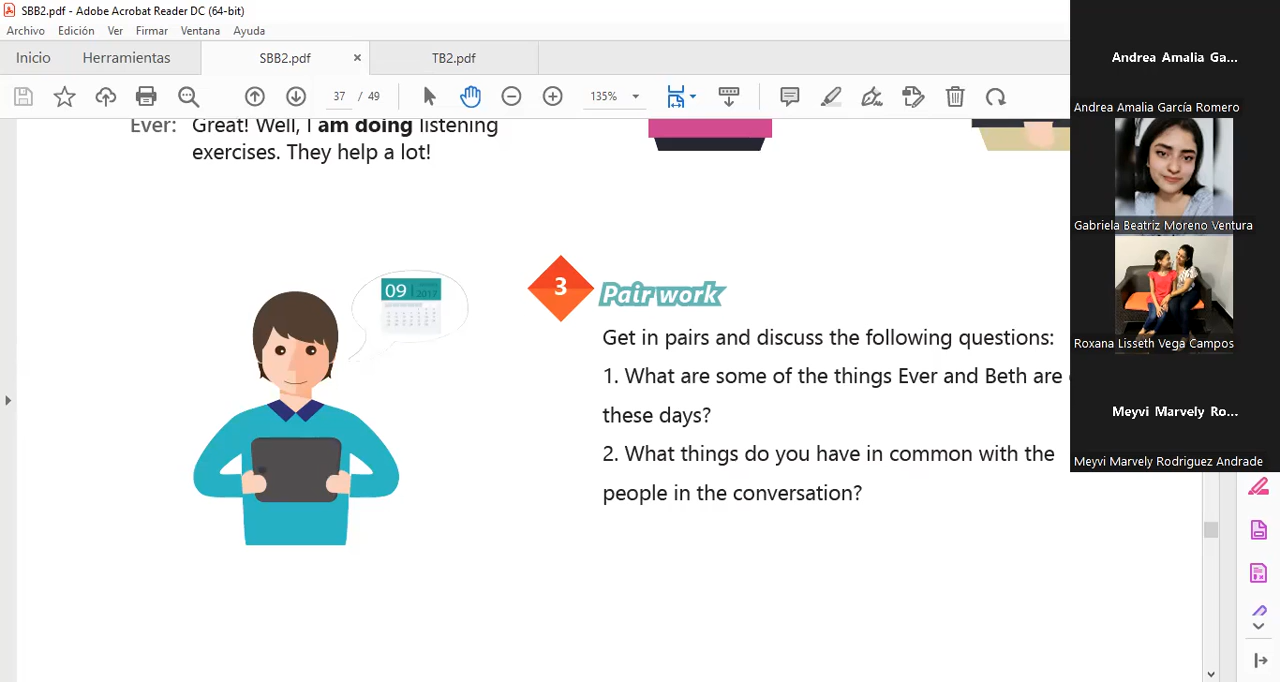 SBB2.pdf - Adobe Acrobat Reader DC (64-bit)
Archivo Edición Ver Firmar Ventana Ayuda
Inicio Herramientas SBB2.pdf × TB2.pdf
37 / 49 135%
Ever: Great! Well, I am doing listening
exercises. They help a lot!
09 2017
3 Pair work
Get in pairs and discuss the following questions:
1. What are some of the things Ever and Beth are
these days?
2. What things do you have in common with the
people in the conversation?
Andrea Amalia Ga...
Andrea Amalia García Romero
Gabriela Beatriz Moreno Ventura
Roxana Lisseth Vega Campos
Meyvi Marvely Ro...
Meyvi Marvely Rodriguez Andrade